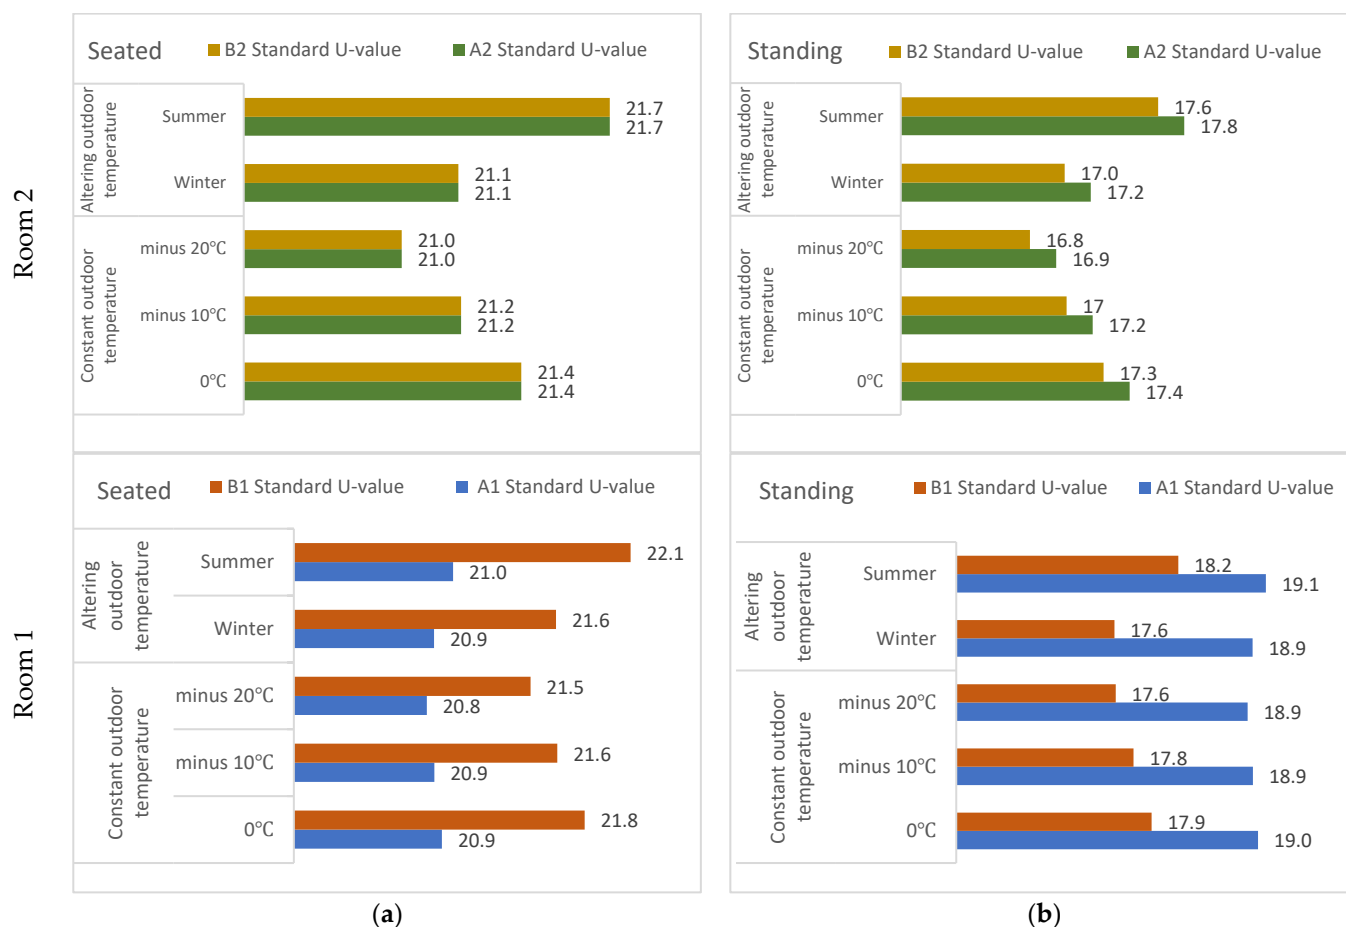 Room 2
Seated
B2 Standard U-value
A2 Standard U-value
Altering outdoor
temperature
Summer
21.7
21.7
Winter
21.1
21.1
Constant outdoor
temperature
minus 20℃
21.0
21.0
minus 10℃
21.2
21.2
0℃
21.4
21.4
Standing
B2 Standard U-value
A2 Standard U-value
Altering outdoor
temperature
Summer
17.6
17.8
Winter
17.0
17.2
Constant outdoor
temperature
minus 20℃
16.8
16.9
minus 10℃
17
17.2
0℃
17.3
17.4
Room 1
Seated
B1 Standard U-value
A1 Standard U-value
Altering
outdoor
temperature
Summer
22.1
21.0
Winter
21.6
20.9
Constant outdoor
temperature
minus 20℃
21.5
20.8
minus 10℃
21.6
20.9
0℃
21.8
20.9
Standing
B1 Standard U-value
A1 Standard U-value
Altering
outdoor
temperature
Summer
18.2
19.1
Winter
17.6
18.9
Constant outdoor
temperature
minus 20℃
17.6
18.9
minus 10℃
17.8
18.9
0℃
17.9
19.0
(a)
(b)